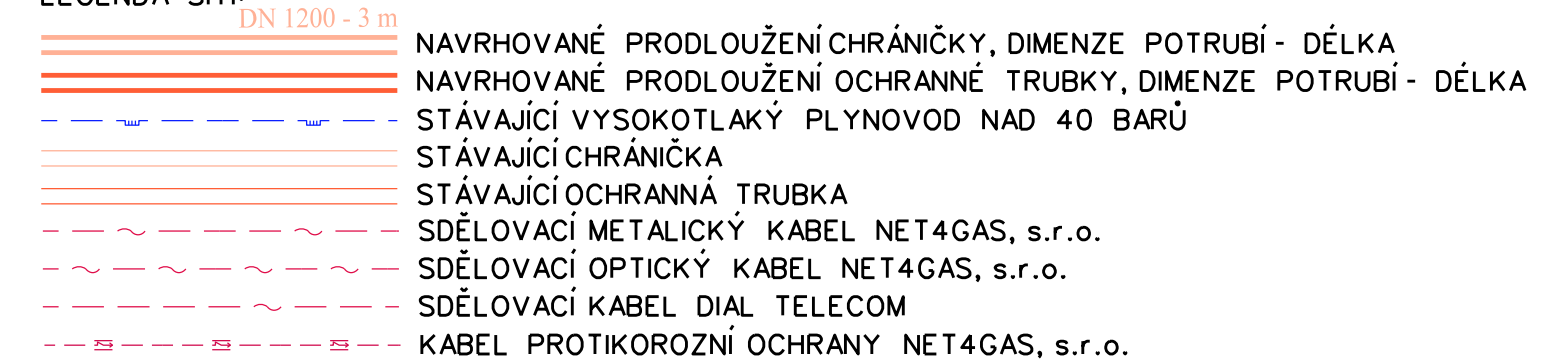 LEGENDA SÍTÍ
DN 1200 - 3 m
NAVRHOVANÉ PRODLOUŽENÍ CHRÁNIČKY, DIMENZE POTRUBÍ - DÉLKA
NAVRHOVANÉ PRODLOUŽENÍ OCHRANNÉ TRUBKY, DIMENZE POTRUBÍ - DÉLKA
STÁVAJÍCÍ VYSOKOTLAKÝ PLYNOVOD NAD 40 BARŮ
STÁVAJÍCÍ CHRÁNIČKA
STÁVAJÍCÍ OCHRANNÁ TRUBKA
SDĚLOVACÍ METALICKÝ KABEL NET4GAS, s.r.o.
SDĚLOVACÍ OPTICKÝ KABEL NET4GAS, s.r.o.
SDĚLOVACÍ KABEL DIAL TELECOM
KABEL PROTIKOROZNÍ OCHRANY NET4GAS, s.r.o.